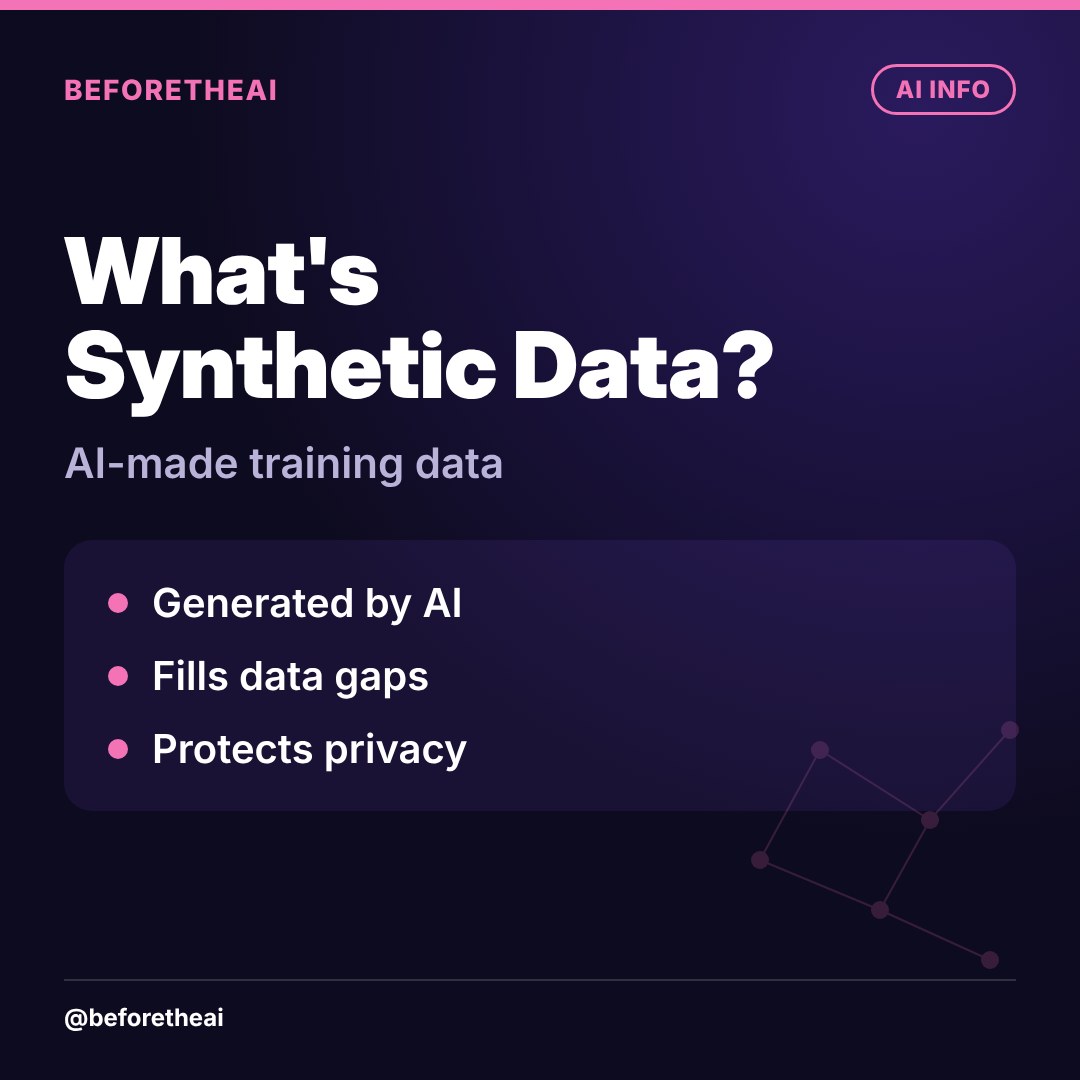 BEFORETHEAI
AI INFO
What's
Synthetic Data?
AI-made training data
Generated by AI
Fills data gaps
Protects privacy
@beforetheai